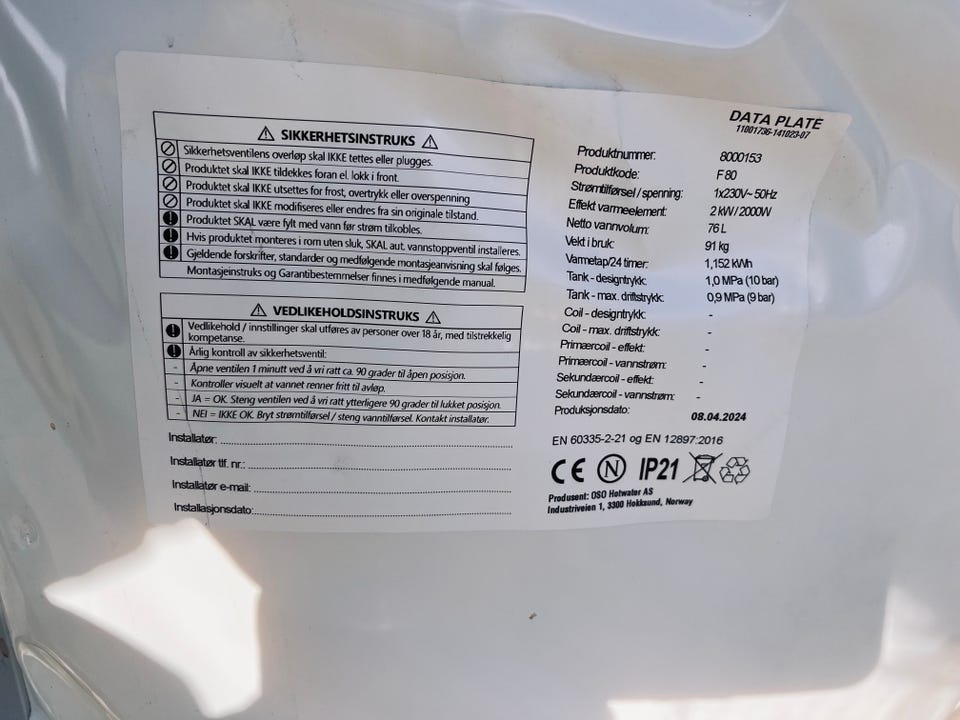 SIKKERHETSINSTRUKS
Sikkerhetsventilens overløp skal IKKE tettes eller plugges.
Produktet skal IKKE tildekkes foran el. lokk i front.
Produktet skal IKKE utsettes for frost, overtrykk eller overspenning
Produktet skal IKKE modifiseres eller endres fra sin originale tilstand.
Produktet SKAL være fylt med vann før strøm tilkobles.
Hvis produktet monteres i rom uten sluk, SKAL aut. vannstoppventil installeres.
Gjeldende forskrifter, standarder og medfølgende montasjeanvisning skal følges.
Montasjeinstruks og Garantibestemmelser finnes i medfølgende manual.
VEDLIKEHOLDSINSTRUKS
Vedlikehold / innstillinger skal utføres av personer over 18 år, med tilstrekkelig
kompetanse.
Årlig kontroll av sikkerhetsventil:
- Åpne ventilen 1 minutt ved å vri ratt ca. 90 grader til åpen posisjon.
- Kontroller visuelt at vannet renner fritt til avløp.
- JA = OK. Steng ventilen ved å vri ratt ytterligere 90 grader til lukket posisjon.
- NEI = IKKE OK. Bryt strømtilførsel / steng vanntilførsel. Kontakt installatør.
Installatør:
Installatør tlf. nr.:
Installatør e-mail:
Installasjonsdato:
DATA PLATE
11001736-141023-07
Produktnummer: 8000153
Produktkode: F 80
Strømtilførsel / spenning: 1x230V~ 50Hz
Effekt varmeelement: 2 kW / 2000W
Netto vannvolum: 76 L
Vekt i bruk: 91 kg
Varmetap/24 timer: 1,152 kWh
Tank - designtrykk: 1,0 MPa (10 bar)
Tank - max. driftstrykk: 0,9 MPa (9 bar)
Coil - designtrykk: -
Coil - max. driftstrykk: -
Primærcoil - effekt: -
Primærcoil - vannstrøm: -
Sekundærcoil - effekt: -
Sekundærcoil - vannstrøm: -
Produksjonsdato: 08.04.2024
EN 60335-2-21 og EN 12897:2016
CE N IP21
Produsent: OSO Hotwater AS
Industriveien 1, 3300 Hokksund, Norway